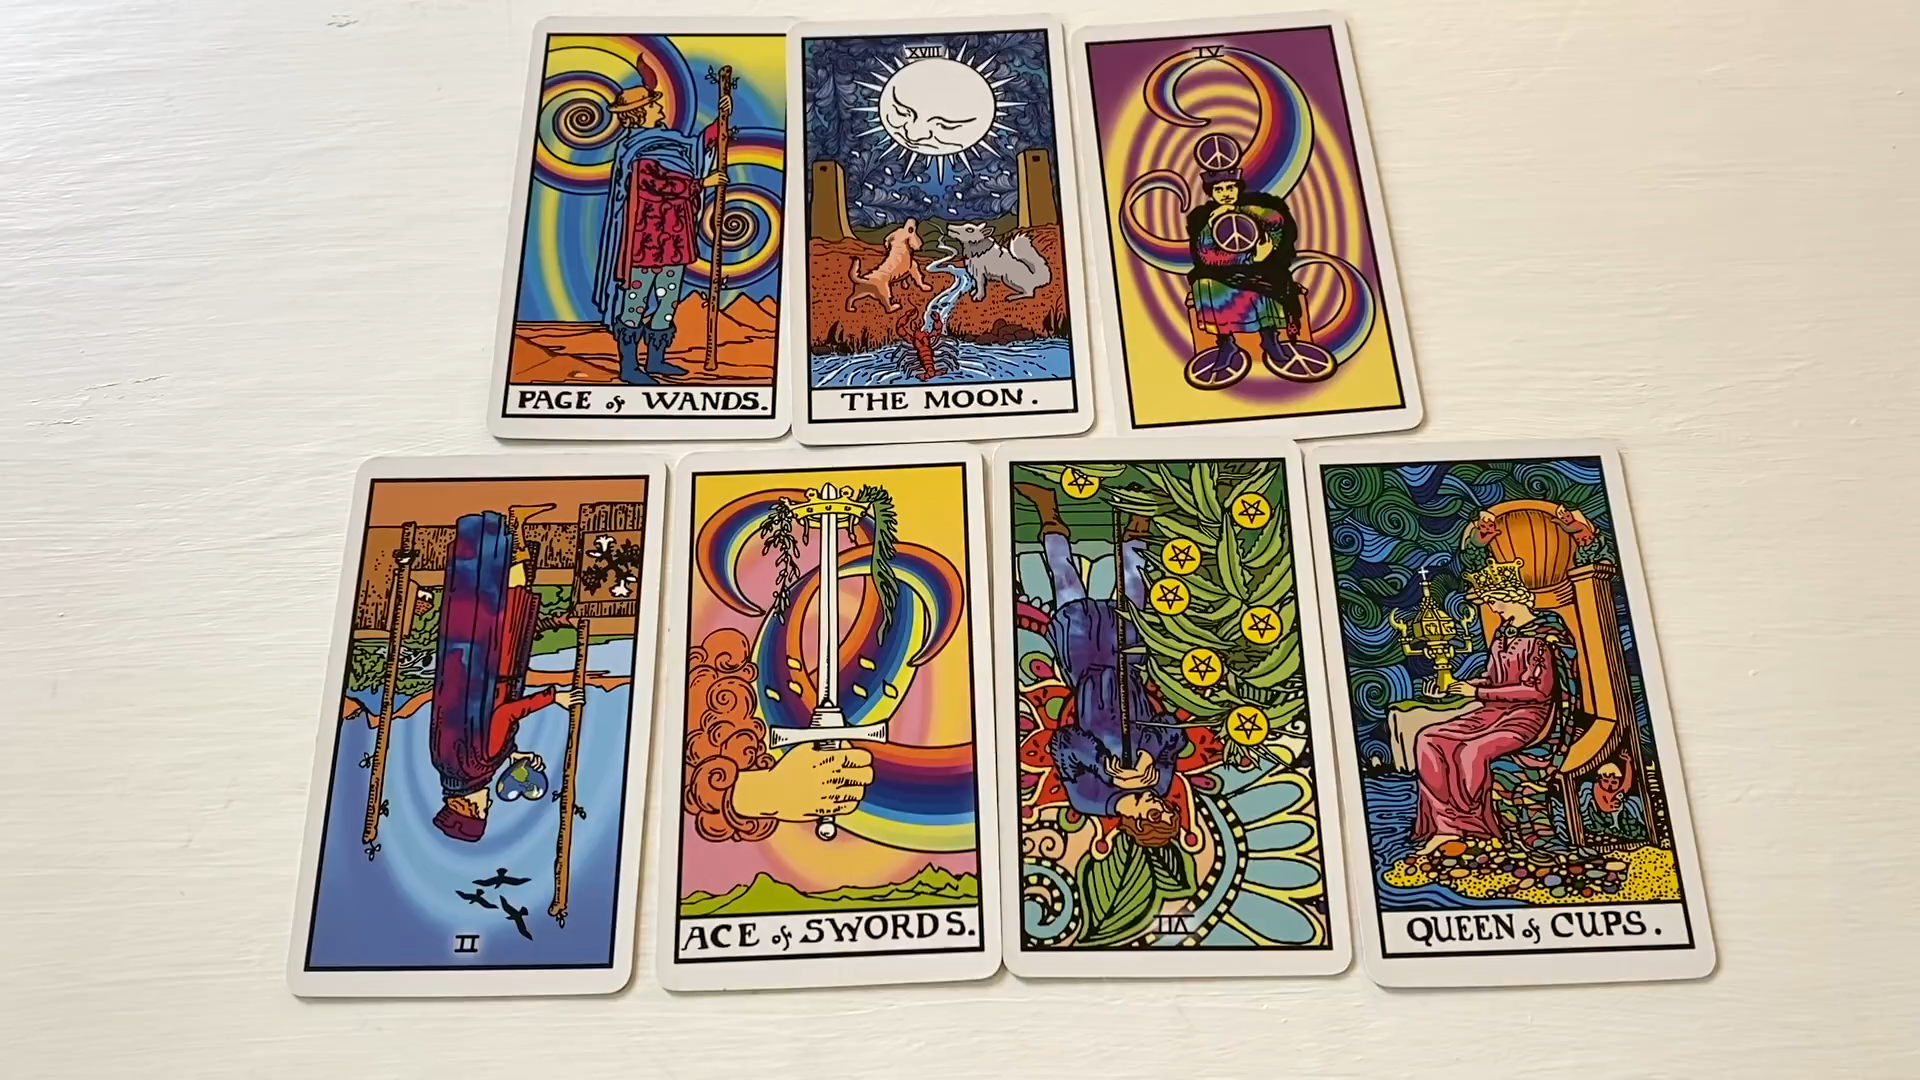 XVIII
IV
PAGE of WANDS.
THE MOON.
II
VII
ACE of SWORDS.
QUEEN of CUPS.